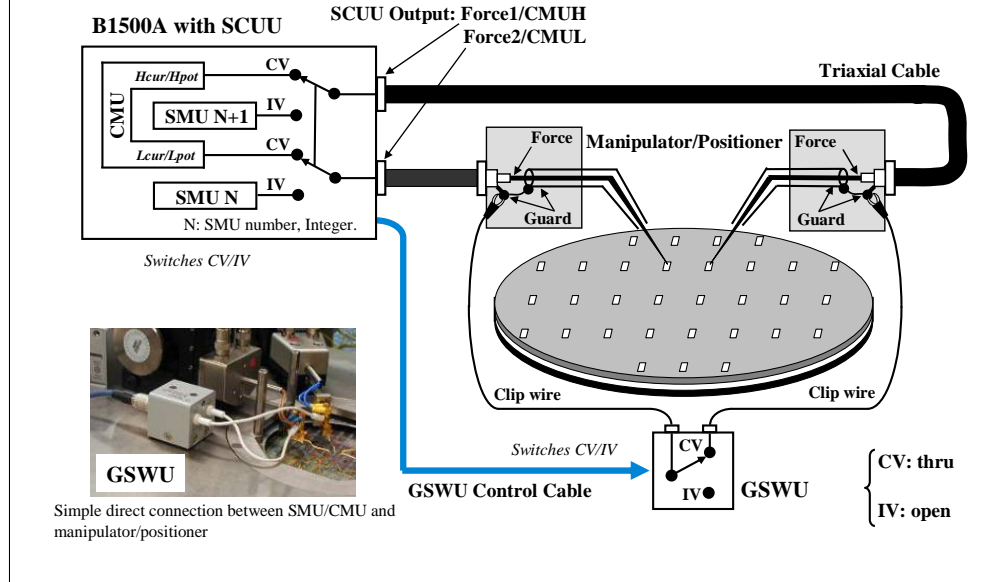 SCUU Output: Force1/CMUH
Force2/CMUL
B1500A with SCUU
CMU
Hcur/Hpot
CV
SMU N+1
IV
CV
Lcur/Lpot
SMU N
IV
N: SMU number, Integer.
Switches CV/IV
Triaxial Cable
Manipulator/Positioner
Force
Guard
Force
Guard
Clip wire
Clip wire
Switches CV/IV
GSWU Control Cable
CV
IV
GSWU
CV: thru
IV: open
GSWU
Simple direct connection between SMU/CMU and
manipulator/positioner